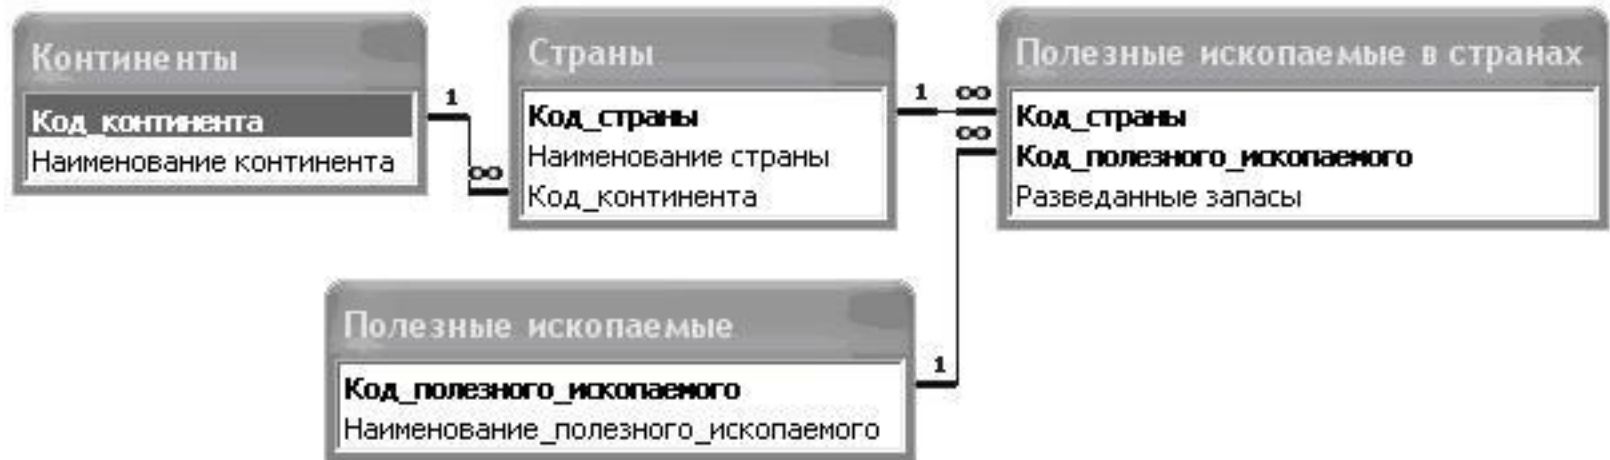 Континенты
Код_континента
Наименование континента
1
∞
Страны
Код_страны
Наименование страны
Код_континента
1
∞
∞
Полезные ископаемые в странах
Код_страны
Код_полезного_ископаемого
Разведанные запасы
Полезные ископаемые
Код_полезного_ископаемого
Наименование_полезного_ископаемого
1